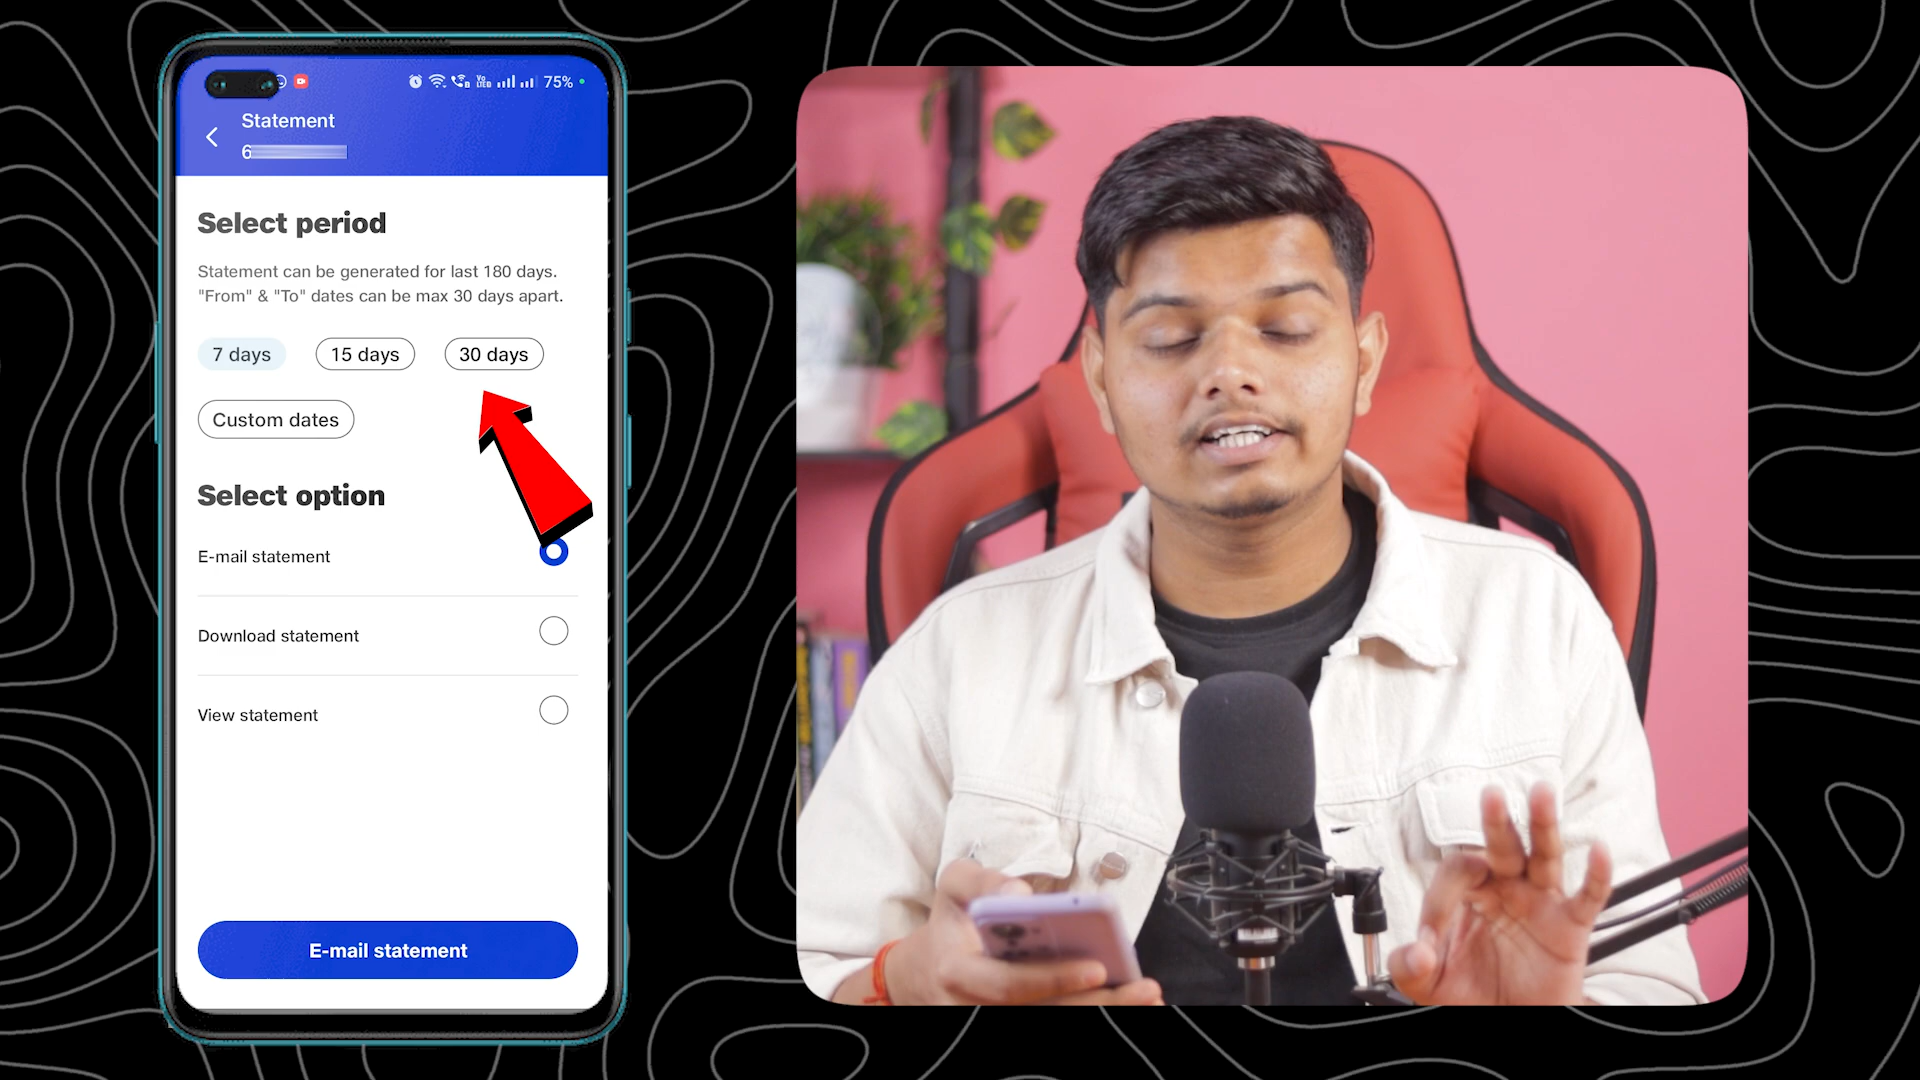 75%
Statement
6
Select period
Statement can be generated for last 180 days.
"From" & "To" dates can be max 30 days apart.
7 days 15 days 30 days
Custom dates
Select option
E-mail statement
Download statement
View statement
E-mail statement